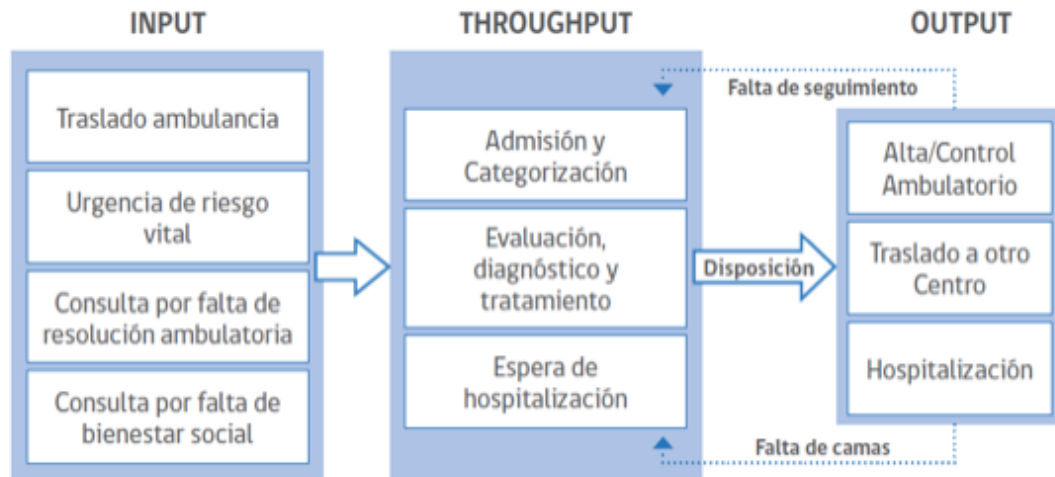 INPUT
Traslado ambulancia
Urgencia de riesgo
vital
Consulta por falta de
resolución ambulatoria
Consulta por falta de
bienestar social
THROUGHPUT
Admisión y
Categorización
Evaluación,
diagnóstico y
tratamiento
Espera de
hospitalización
Disposición
OUTPUT
Falta de seguimiento
Alta/Control
Ambulatorio
Traslado a otro
Centro
Hospitalización
Falta de camas